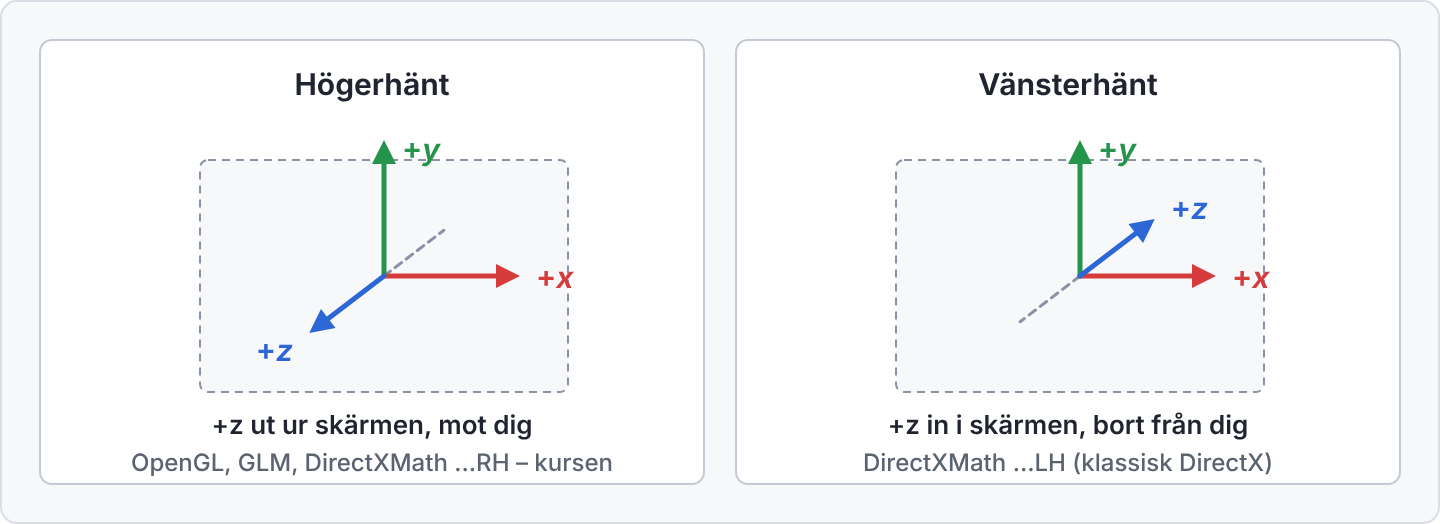 Högerhänt
+y
+x
+z
+z ut ur skärmen, mot dig
OpenGL, GLM, DirectXMath ...RH – kursen
Vänsterhänt
+y
+z
+x
+z in i skärmen, bort från dig
DirectXMath ...LH (klassisk DirectX)